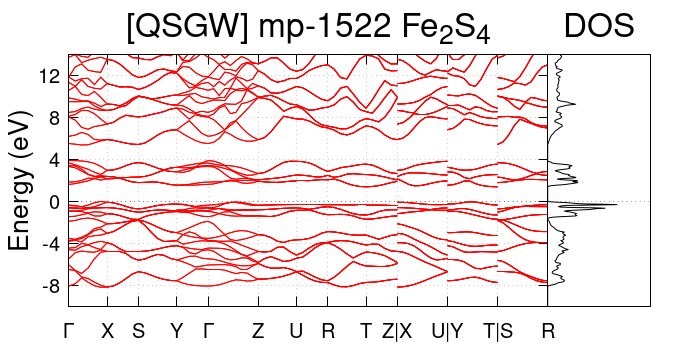 [QSGW] mp-1522 Fe₂S₄ DOS
Energy (eV)
12
8
4
0
-4
-8
Γ X S Y Γ Z U R T Z|X U|Y T|S R